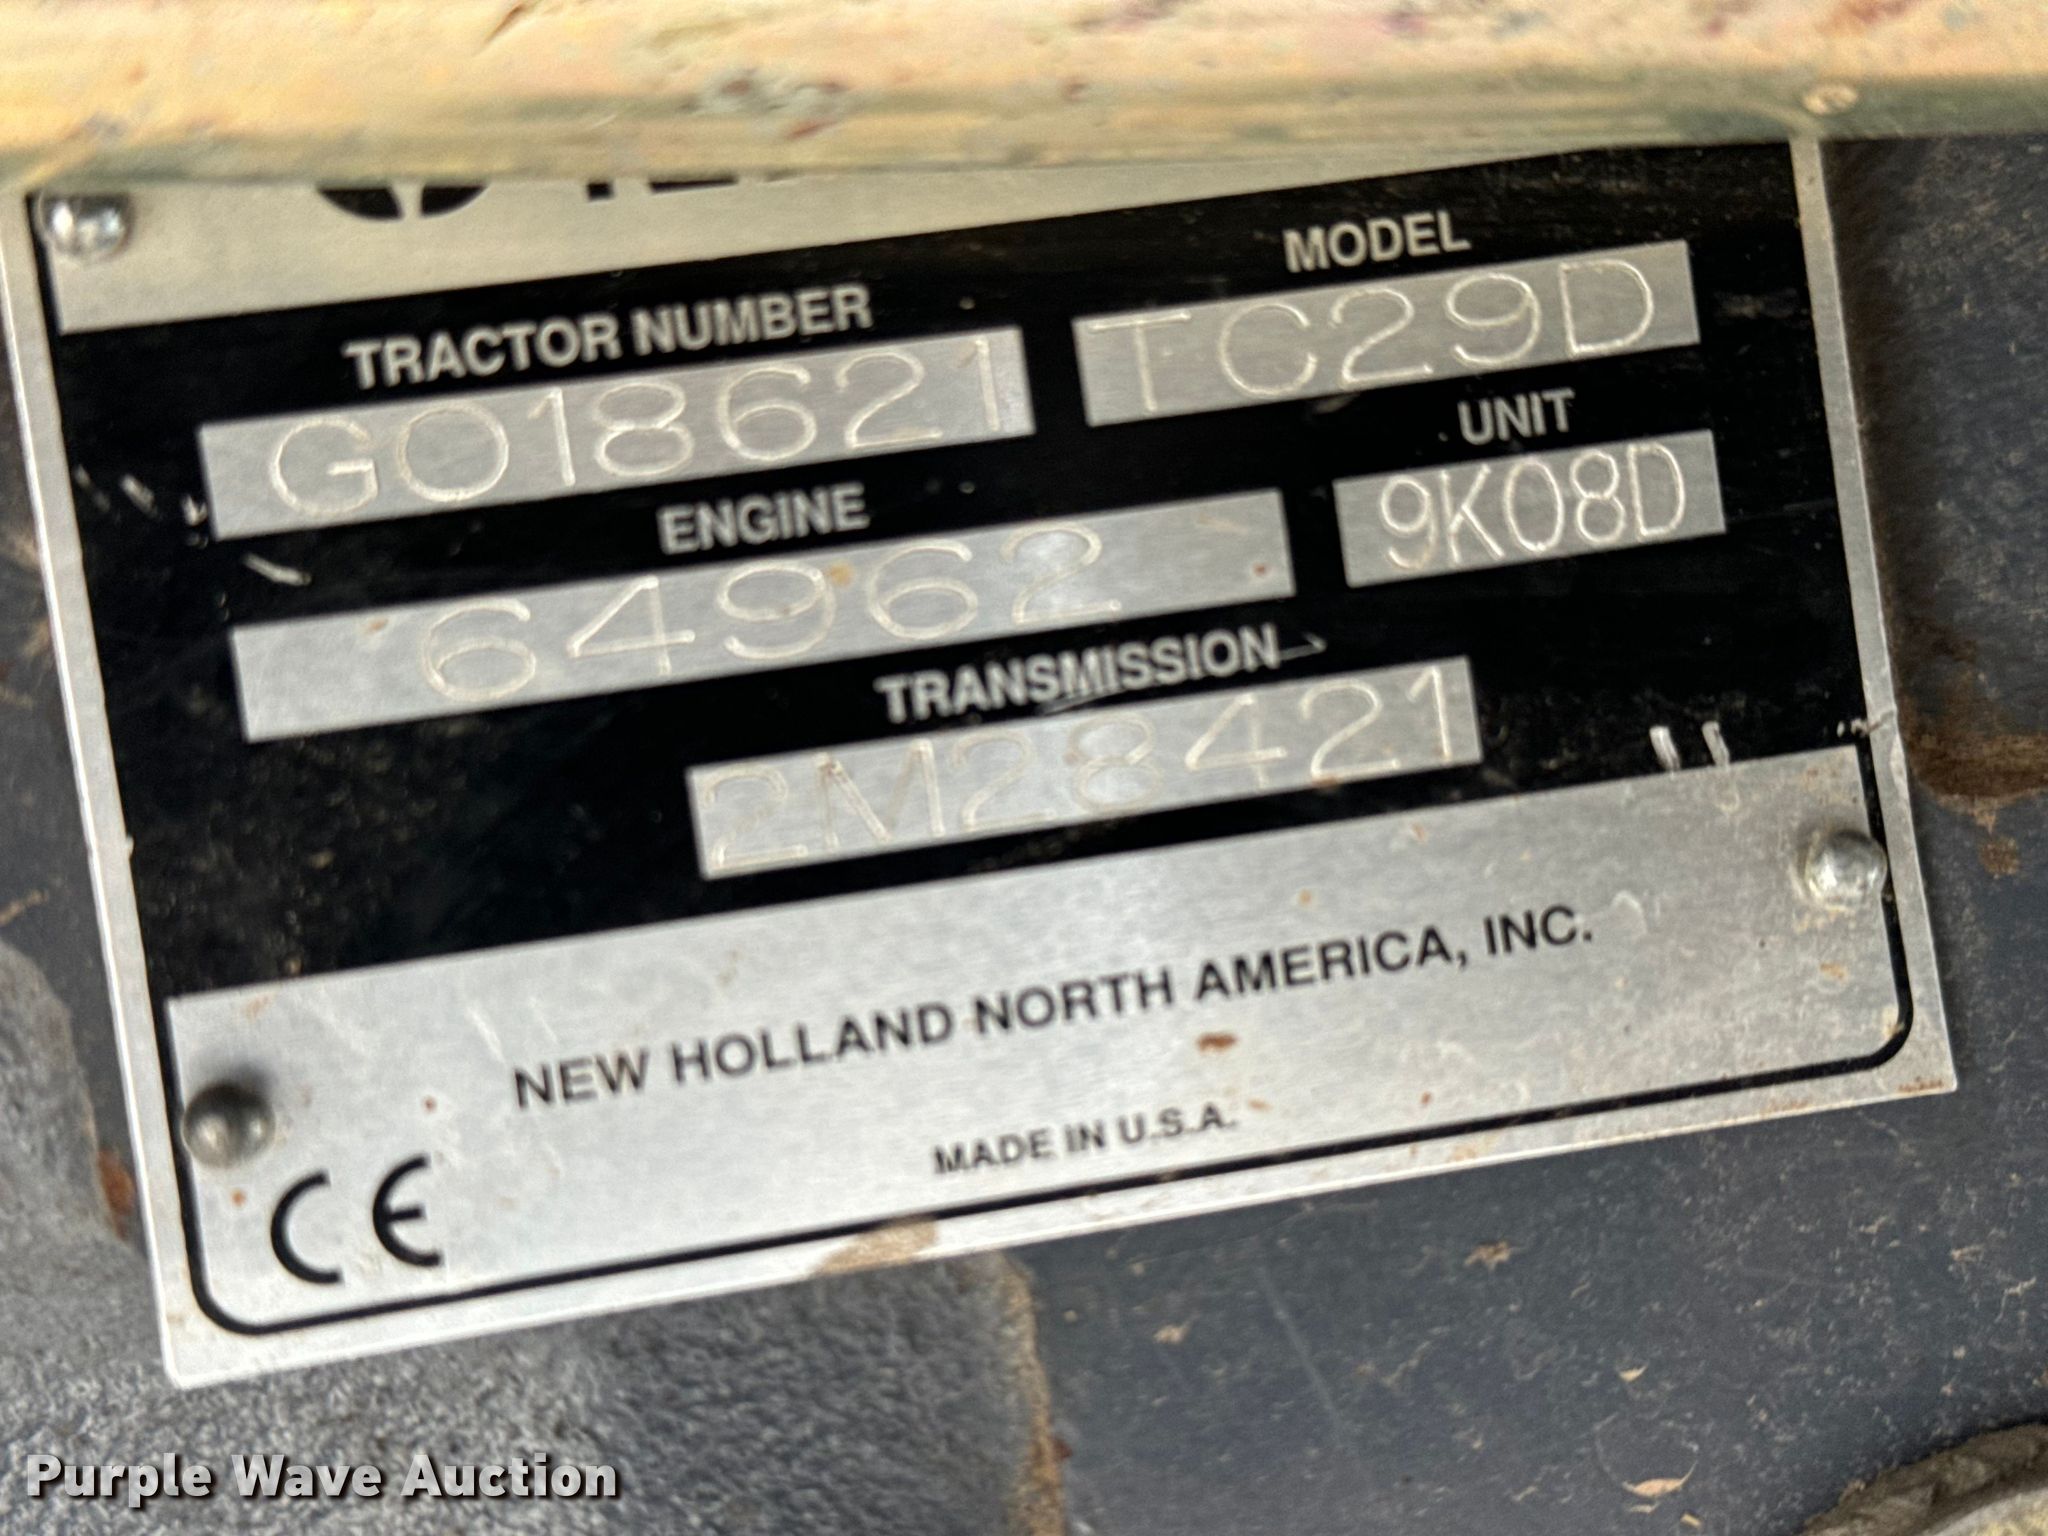 TRACTOR NUMBER
MODEL
G018621
TC29D
ENGINE
UNIT
64962
9K08D
TRANSMISSION
2M28421
NEW HOLLAND NORTH AMERICA, INC.
MADE IN U.S.A.
CE
Purple Wave Auction